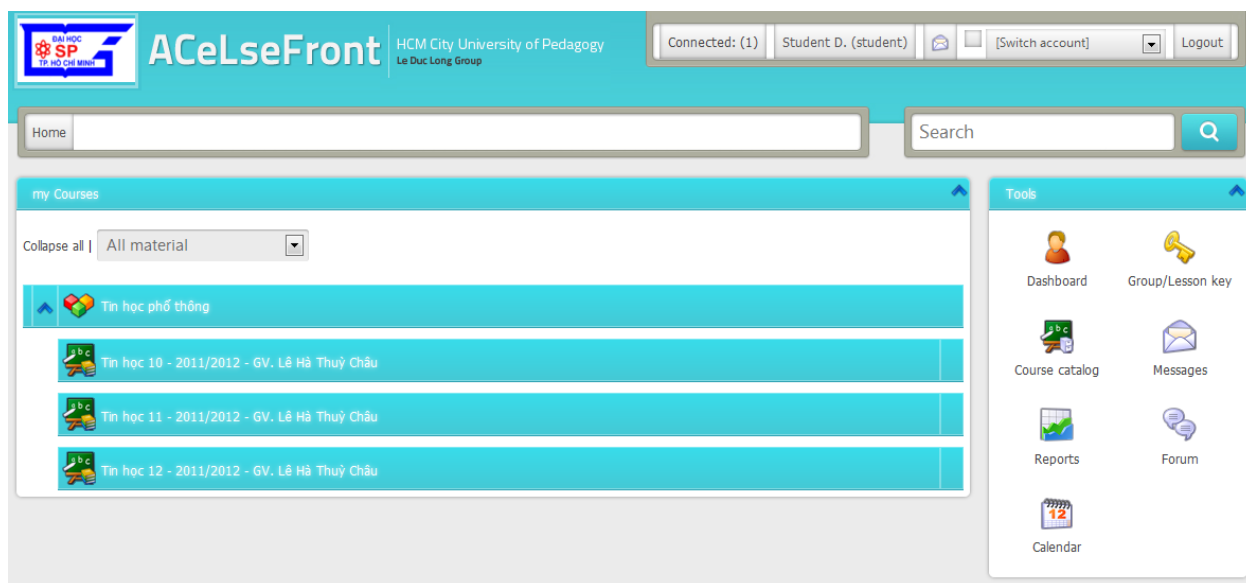 ĐẠI HỌC
SP
TP. HỒ CHÍ MINH
ACeLseFront
HCM City University of Pedagogy
Le Duc Long Group
Connected: (1)
Student D. (student)
[Switch account]
Logout
Home
Search
my Courses
Collapse all |
All material
Tin học phổ thông
Tin học 10 - 2011/2012 - GV. Lê Hà Thuỳ Châu
Tin học 11 - 2011/2012 - GV. Lê Hà Thuỳ Châu
Tin học 12 - 2011/2012 - GV. Lê Hà Thuỳ Châu
Tools
Dashboard
Group/Lesson key
Course catalog
Messages
Reports
Forum
12
Calendar